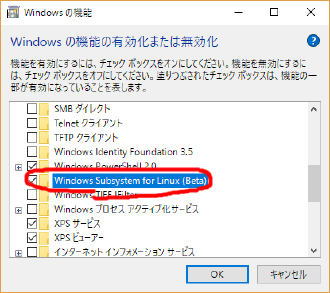 Windows の機能
Windows の機能の有効化または無効化
機能を有効にするには、チェック ボックスをオンにしてください。機能を無効にするに
は、チェック ボックスをオフにしてください。塗りつぶされたチェック ボックスは、機能の一
部が有効になっていることを表します。
SMB ダイレクト
Telnet クライアント
TFTP クライアント
Windows Identity Foundation 3.5
Windows PowerShell 2.0
Windows Subsystem for Linux (Beta)
Windows TIFF IFilter
Windows プロセス アクティブ化サービス
XPS サービス
XPS ビューアー
インターネット インフォメーション サービス
OK
キャンセル